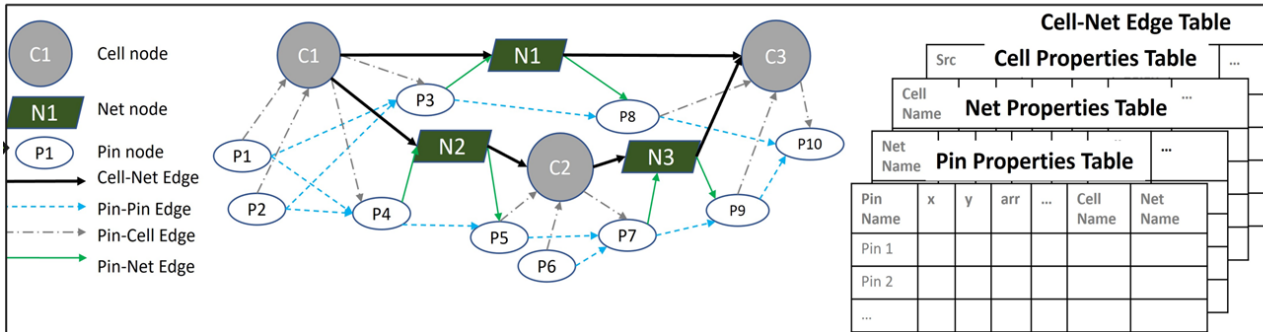 C1 Cell node
N1 Net node
P1 Pin node
Cell-Net Edge
Pin-Pin Edge
Pin-Cell Edge
Pin-Net Edge
C1
N1
C3
P3
P8
P1
N2
P10
C2
N3
P2
P4
P9
P5
P7
P6
Cell-Net Edge Table
Src
Cell Properties Table
...
Cell
Name
Net Properties Table
...
Net
Name
Pin Properties Table
...
Pin Name x y arr ... Cell Name Net Name
Pin 1
Pin 2
...